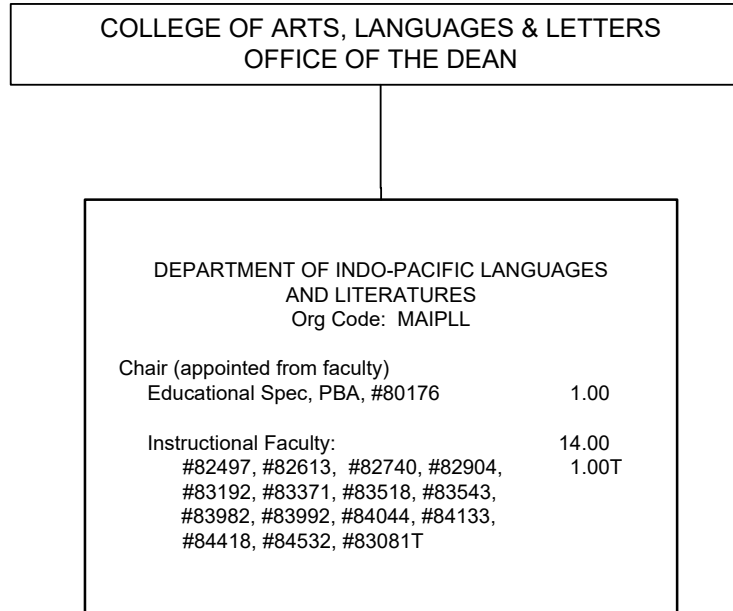 COLLEGE OF ARTS, LANGUAGES & LETTERS
OFFICE OF THE DEAN
DEPARTMENT OF INDO-PACIFIC LANGUAGES
AND LITERATURES
Org Code: MAIPLL
Chair (appointed from faculty)
Educational Spec, PBA, #80176 1.00
Instructional Faculty: 14.00
#82497, #82613, #82740, #82904, 1.00T
#83192, #83371, #83518, #83543,
#83982, #83992, #84044, #84133,
#84418, #84532, #83081T